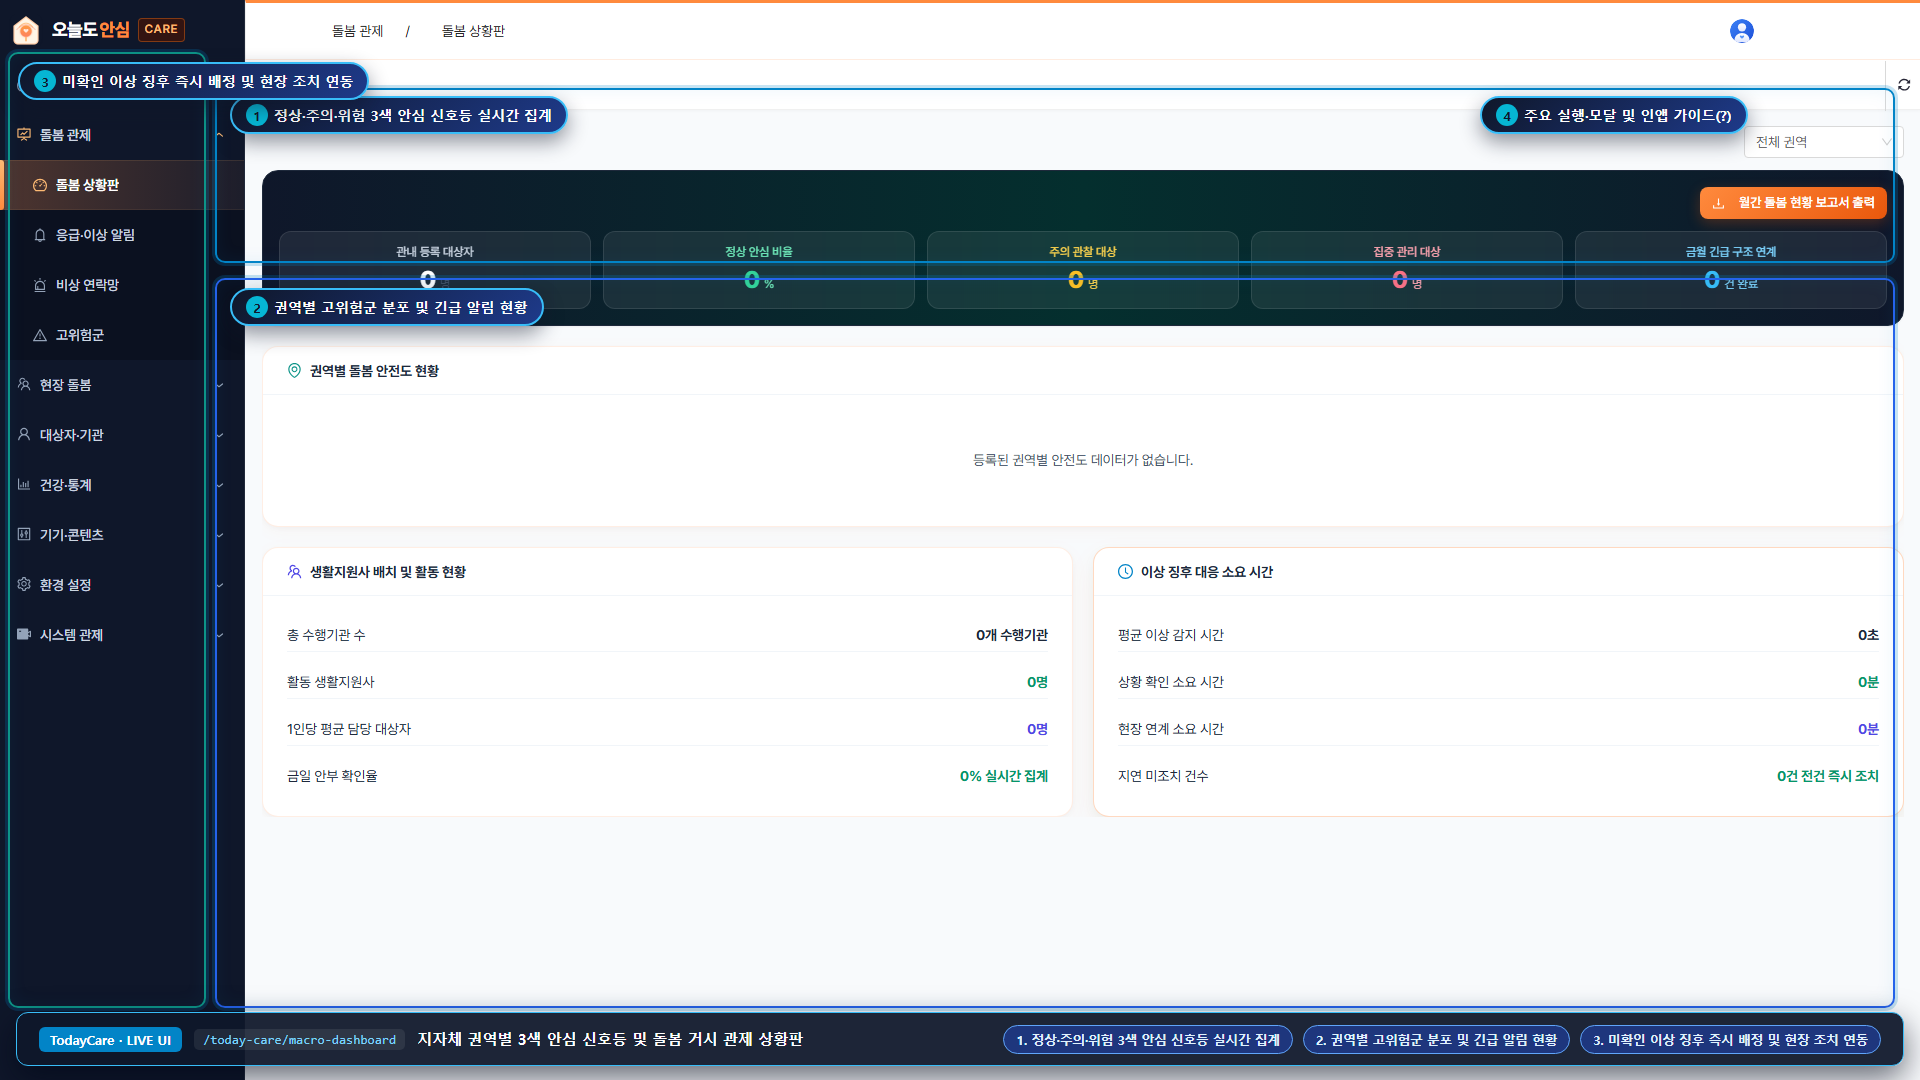 오늘도안심 CARE
돌봄 관제 / 돌봄 상황판
3 미확인 이상 징후 즉시 배정 및 현장 조치 연동
1 정상·주의·위험 3색 안심 신호등 실시간 집계
4 주요 실행·모달 및 인앱 가이드(?)
전체 권역
돌봄 관제
돌봄 상황판
응급·이상 알림
비상 연락망
고위험군
현장 돌봄
대상자·기관
건강·통계
기기·콘텐츠
환경 설정
시스템 관제
월간 돌봄 현황 보고서 출력
관내 등록 대상자
0 명
정상 안심 비율
0 %
주의 관찰 대상
0 명
집중 관리 대상
0 명
금월 긴급 구조 연계
0 건 완료
2 권역별 고위험군 분포 및 긴급 알림 현황
권역별 돌봄 안전도 현황
등록된 권역별 안전도 데이터가 없습니다.
생활지원사 배치 및 활동 현황
총 수행기관 수 0개 수행기관
활동 생활지원사 0명
1인당 평균 담당 대상자 0명
금일 안부 확인율 0% 실시간 집계
이상 징후 대응 소요 시간
평균 이상 감지 시간 0초
상황 확인 소요 시간 0분
현장 연계 소요 시간 0분
지연 미조치 건수 0건 전건 즉시 조치
TodayCare · LIVE UI /today-care/macro-dashboard 지자체 권역별 3색 안심 신호등 및 돌봄 거시 관제 상황판
1. 정상·주의·위험 3색 안심 신호등 실시간 집계
2. 권역별 고위험군 분포 및 긴급 알림 현황
3. 미확인 이상 징후 즉시 배정 및 현장 조치 연동